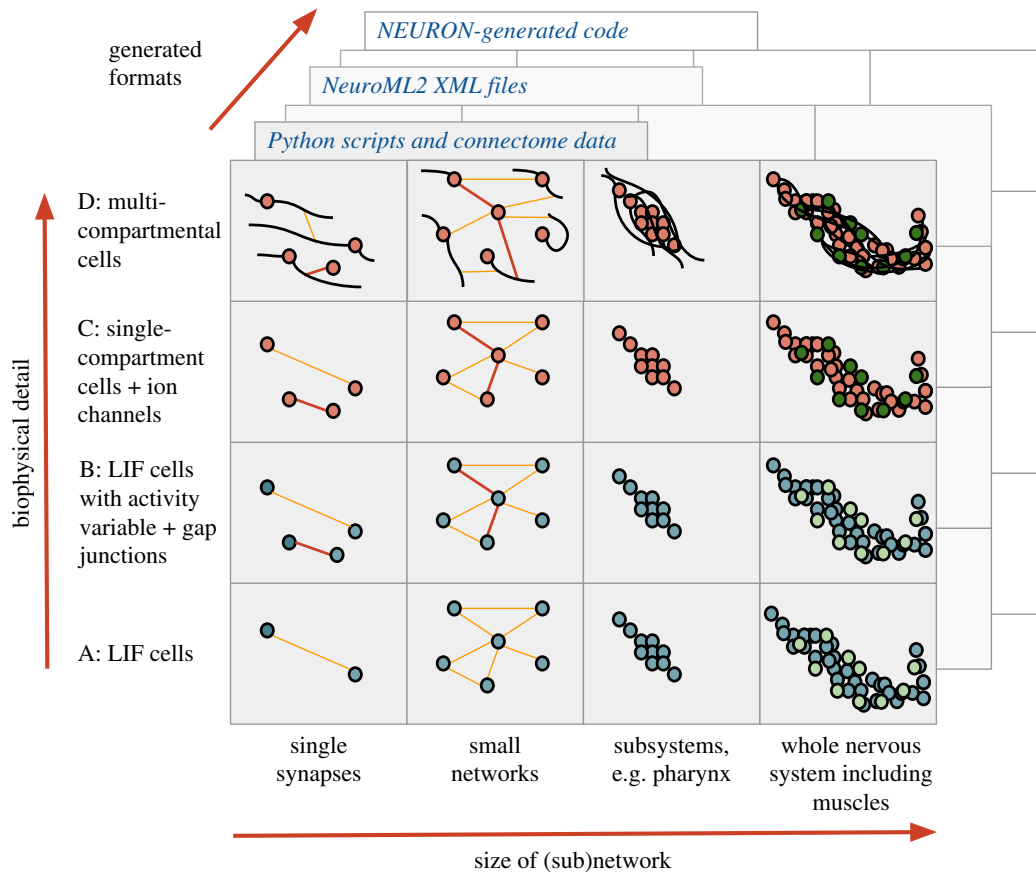 generated
formats
NEURON-generated code
NeuroML2 XML files
Python scripts and connectome data
biophysical detail
D: multi-
compartmental
cells
C: single-
compartment
cells + ion
channels
B: LIF cells
with activity
variable + gap
junctions
A: LIF cells
single
synapses
small
networks
subsystems,
e.g. pharynx
whole nervous
system including
muscles
size of (sub)network